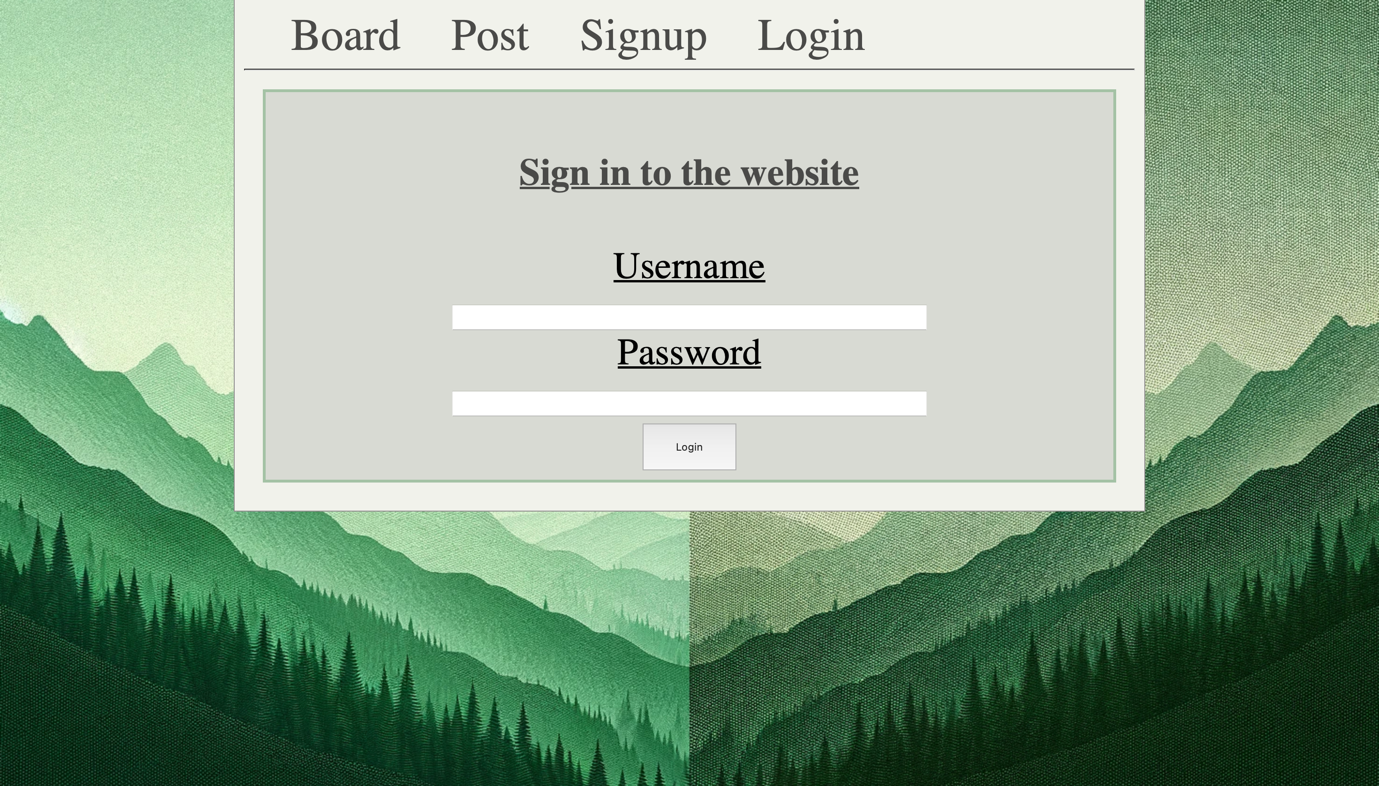 Board Post Signup Login
Sign in to the website
Username
Password
Login